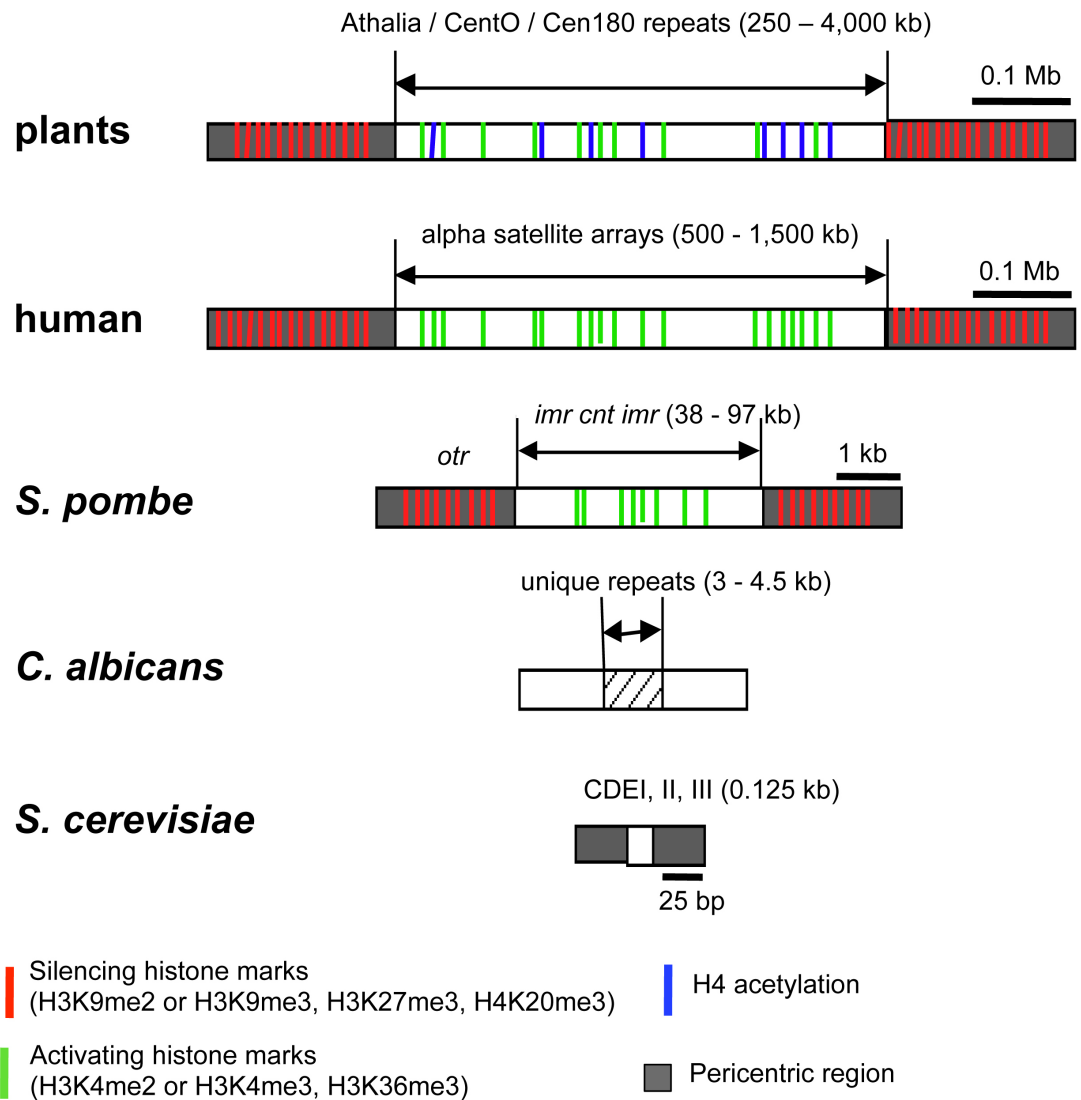 Athalia / CentO / Cen180 repeats (250 – 4,000 kb)
0.1 Mb
plants
alpha satellite arrays (500 - 1,500 kb)
0.1 Mb
human
imr cnt imr (38 - 97 kb)
otr
1 kb
S. pombe
unique repeats (3 - 4.5 kb)
C. albicans
CDEI, II, III (0.125 kb)
S. cerevisiae
25 bp
Silencing histone marks
(H3K9me2 or H3K9me3, H3K27me3, H4K20me3)
H4 acetylation
Activating histone marks
(H3K4me2 or H3K4me3, H3K36me3)
Pericentric region